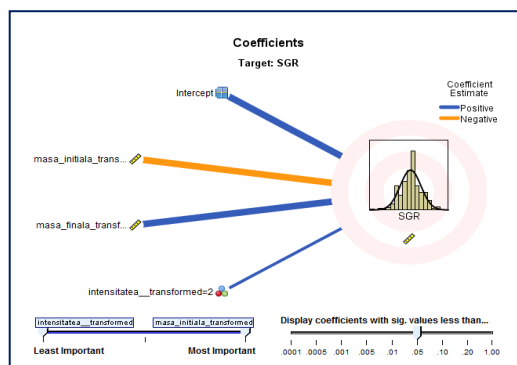 Coefficients
Target: SGR
Coefficient
Estimate
Positive
Negative
Intercept
masa_initiala_trans...
masa_finala_transf...
intensitatea__transformed=2
SGR
intensitatea__transformed
masa_initiala_transformed
Least Important
Most Important
Display coefficients with sig. values less than...
.0001 .0005 .001 .005 .01 .05 .10 .20 1.00